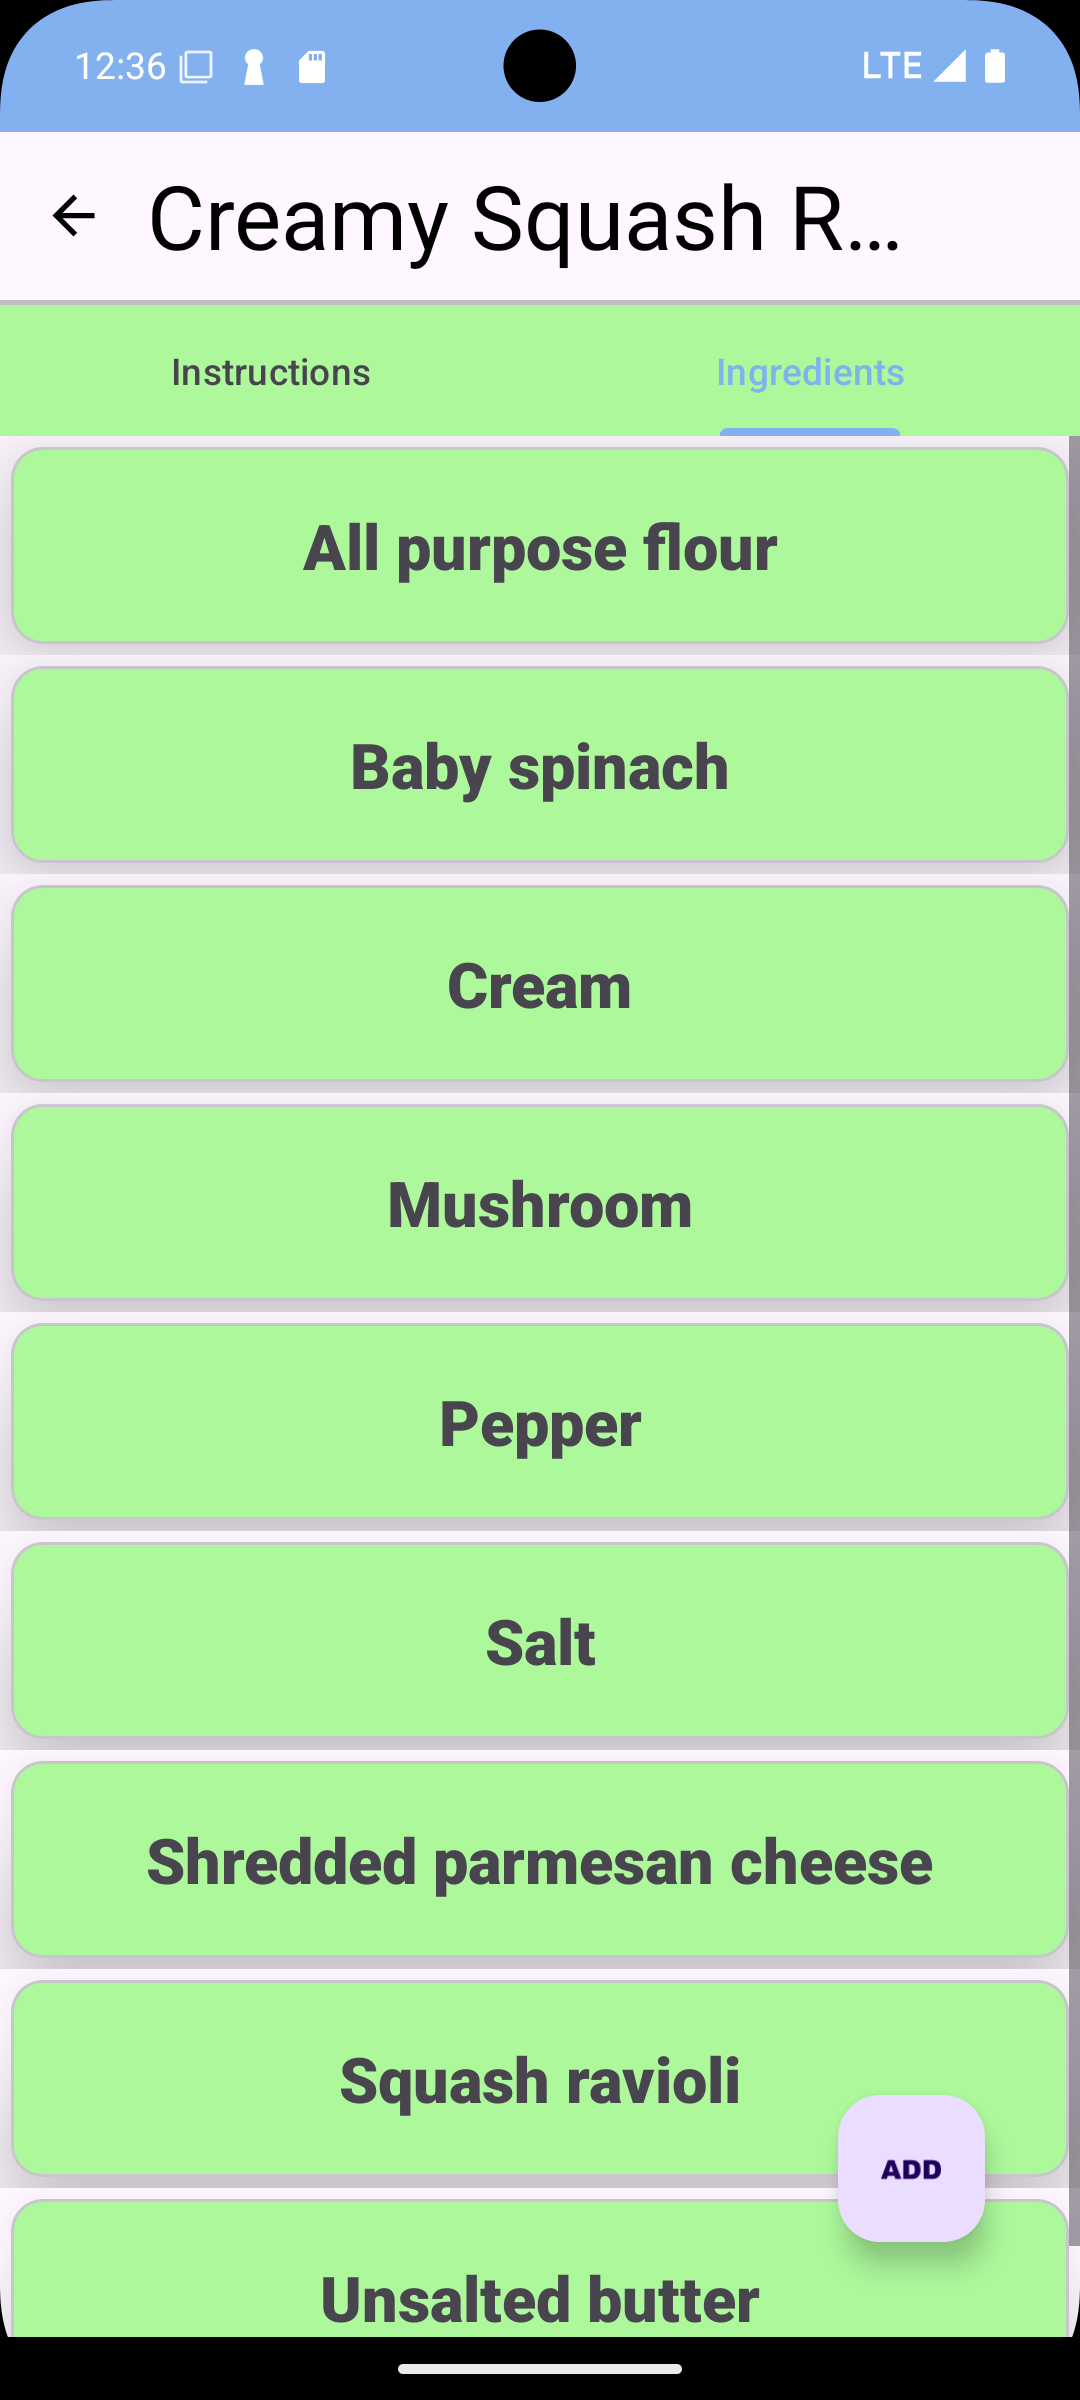 12:36
LTE
Creamy Squash R...
Instructions
Ingredients
All purpose flour
Baby spinach
Cream
Mushroom
Pepper
Salt
Shredded parmesan cheese
Squash ravioli
ADD
Unsalted butter